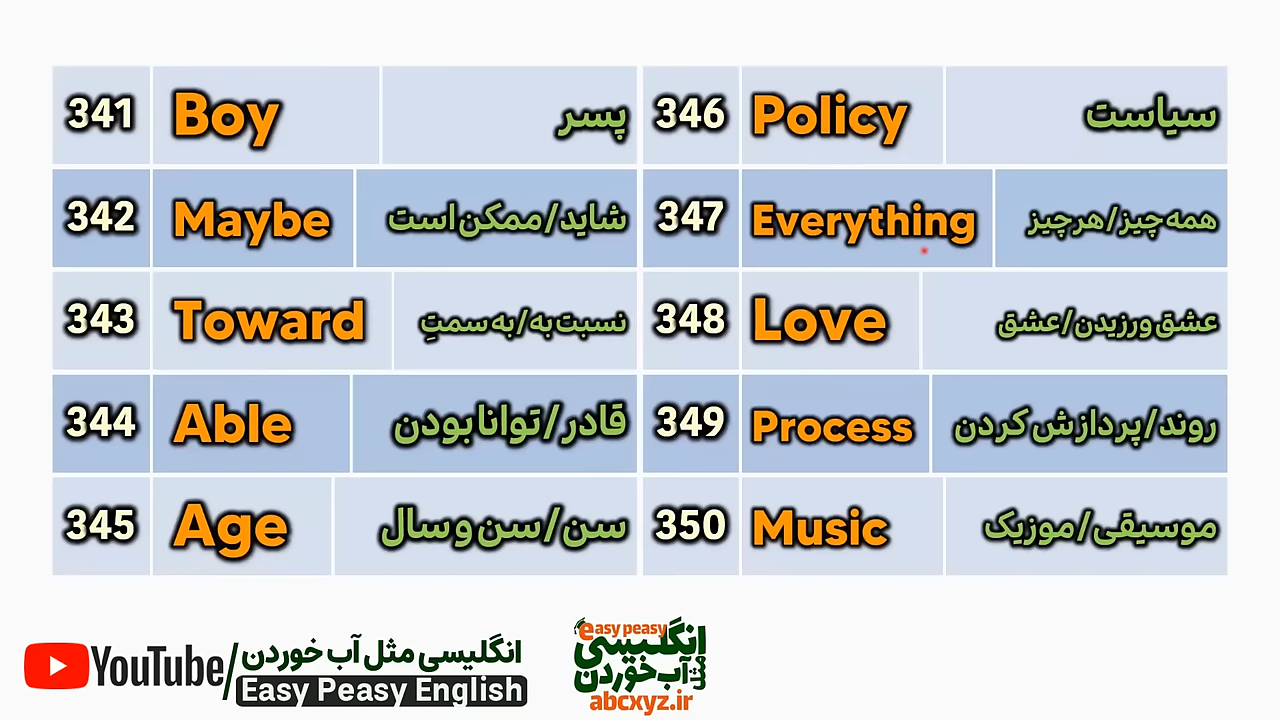 341 Boy پسر
342 Maybe شاید/ممکن است
343 Toward نسبت به/به سمتِ
344 Able قادر/توانا بودن
345 Age سن/سن و سال
346 Policy سیاست
347 Everything همه چیز/هر چیز
348 Love عشق ورزیدن/عشق
349 Process روند/پردازش کردن
350 Music موسیقی/موزیک
YouTube/انگلیسی مثل آب خوردن
Easy Peasy English
easy peasy
انگلیسی
مثل آب خوردن
abcxyz.ir